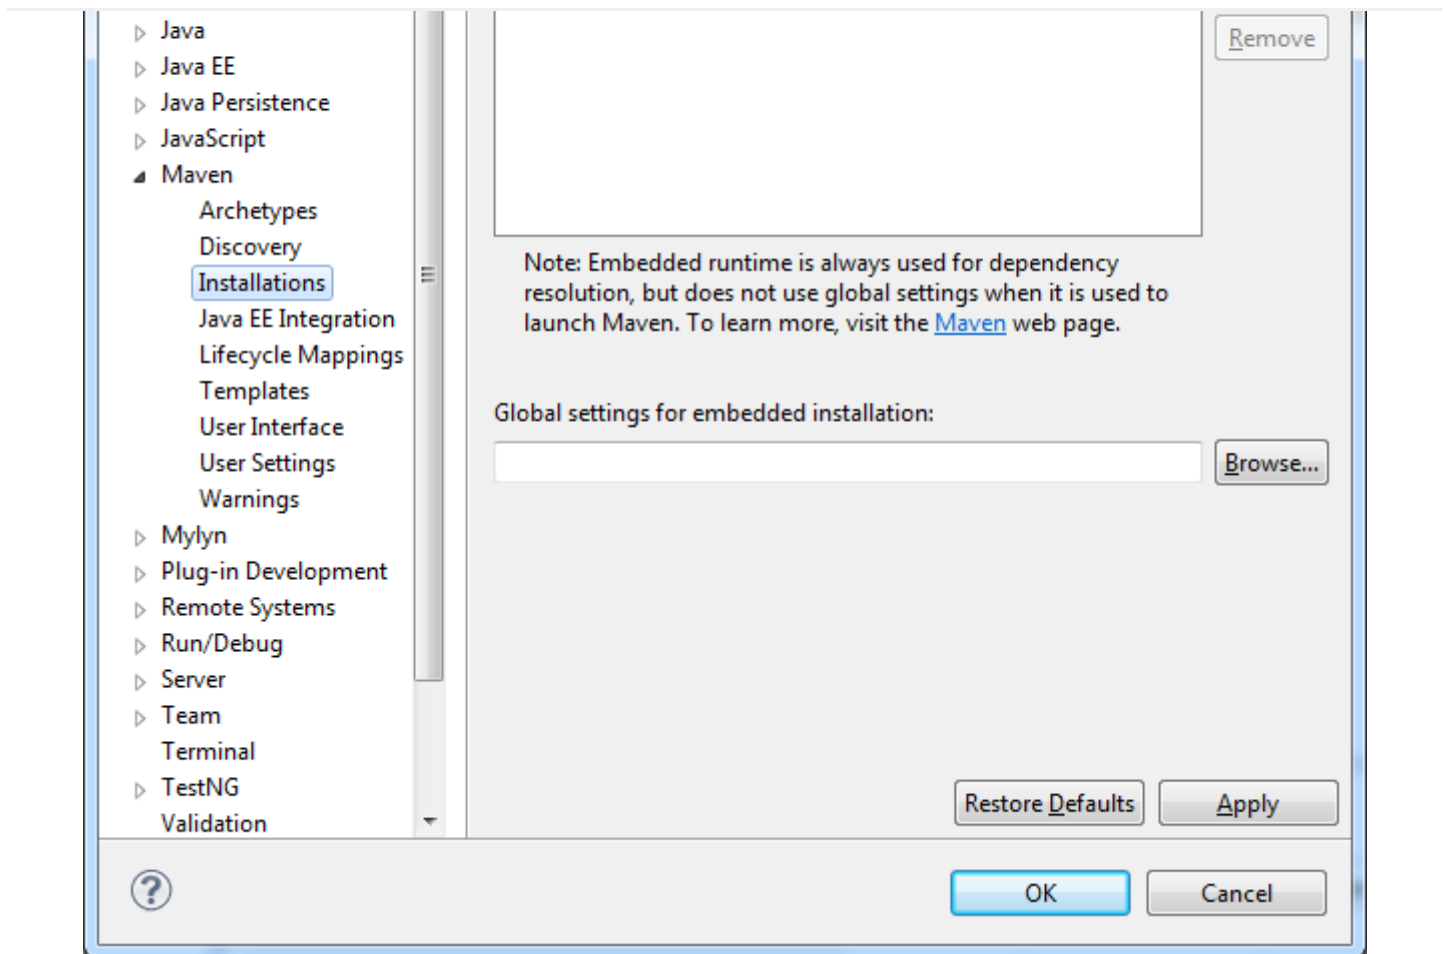 Java
Java EE
Java Persistence
JavaScript
Maven
Archetypes
Discovery
Installations
Java EE Integration
Lifecycle Mappings
Templates
User Interface
User Settings
Warnings
Mylyn
Plug-in Development
Remote Systems
Run/Debug
Server
Team
Terminal
TestNG
Validation
Remove
Note: Embedded runtime is always used for dependency
resolution, but does not use global settings when it is used to
launch Maven. To learn more, visit the Maven web page.
Global settings for embedded installation:
Browse...
Restore Defaults
Apply
?
OK
Cancel